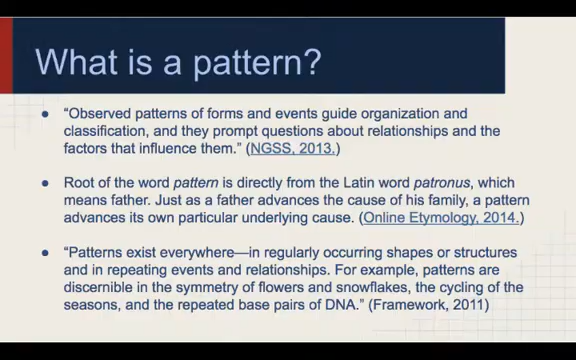 What is a pattern?
● “Observed patterns of forms and events guide organization and
classification, and they prompt questions about relationships and the
factors that influence them.” (NGSS, 2013.)
● Root of the word pattern is directly from the Latin word patronus, which
means father. Just as a father advances the cause of his family, a pattern
advances its own particular underlying cause. (Online Etymology, 2014.)
● “Patterns exist everywhere—in regularly occurring shapes or structures
and in repeating events and relationships. For example, patterns are
discernible in the symmetry of flowers and snowflakes, the cycling of the
seasons, and the repeated base pairs of DNA.” (Framework, 2011)